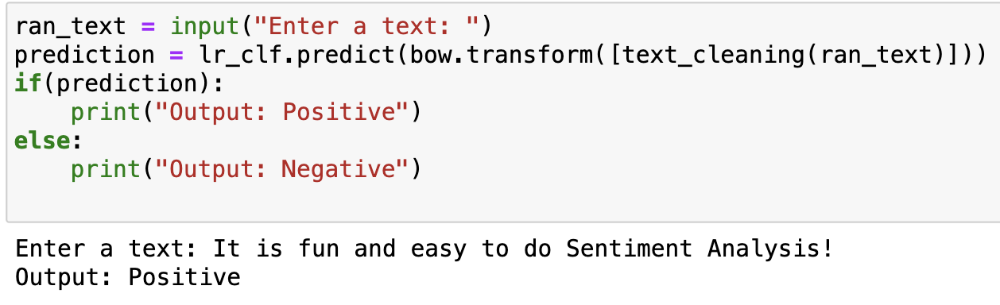 ran_text = input("Enter a text: ")
prediction = lr_clf.predict(bow.transform([text_cleaning(ran_text)]))
if(prediction):
    print("Output: Positive")
else:
    print("Output: Negative")
Enter a text: It is fun and easy to do Sentiment Analysis!
Output: Positive